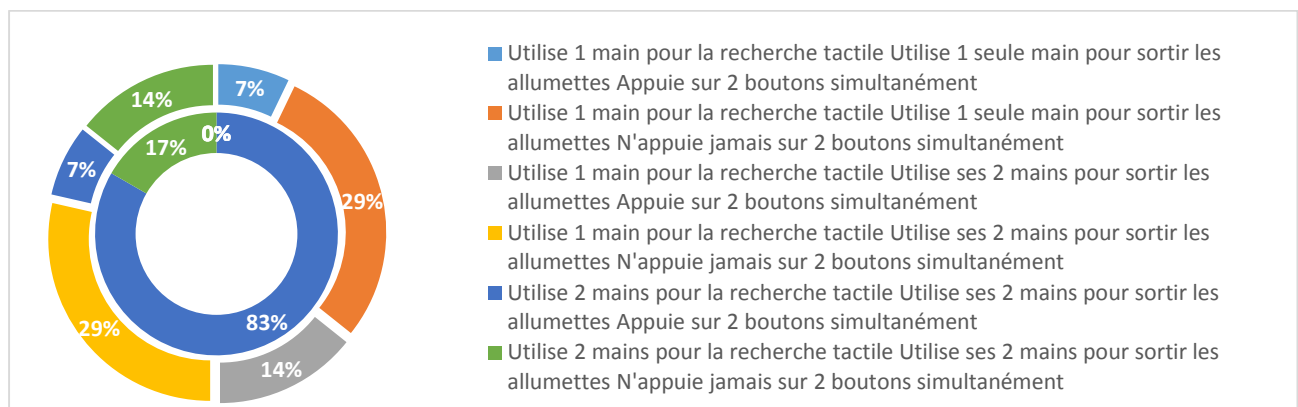 Utilise 1 main pour la recherche tactile Utilise 1 seule main pour sortir les
allumettes Appuie sur 2 boutons simultanément
Utilise 1 main pour la recherche tactile Utilise 1 seule main pour sortir les
allumettes N'appuie jamais sur 2 boutons simultanément
Utilise 1 main pour la recherche tactile Utilise ses 2 mains pour sortir les
allumettes Appuie sur 2 boutons simultanément
Utilise 1 main pour la recherche tactile Utilise ses 2 mains pour sortir les
allumettes N'appuie jamais sur 2 boutons simultanément
Utilise 2 mains pour la recherche tactile Utilise ses 2 mains pour sortir les
allumettes Appuie sur 2 boutons simultanément
Utilise 2 mains pour la recherche tactile Utilise ses 2 mains pour sortir les
allumettes N'appuie jamais sur 2 boutons simultanément
7%
14%
0%
17%
7%
29%
83%
29%
14%